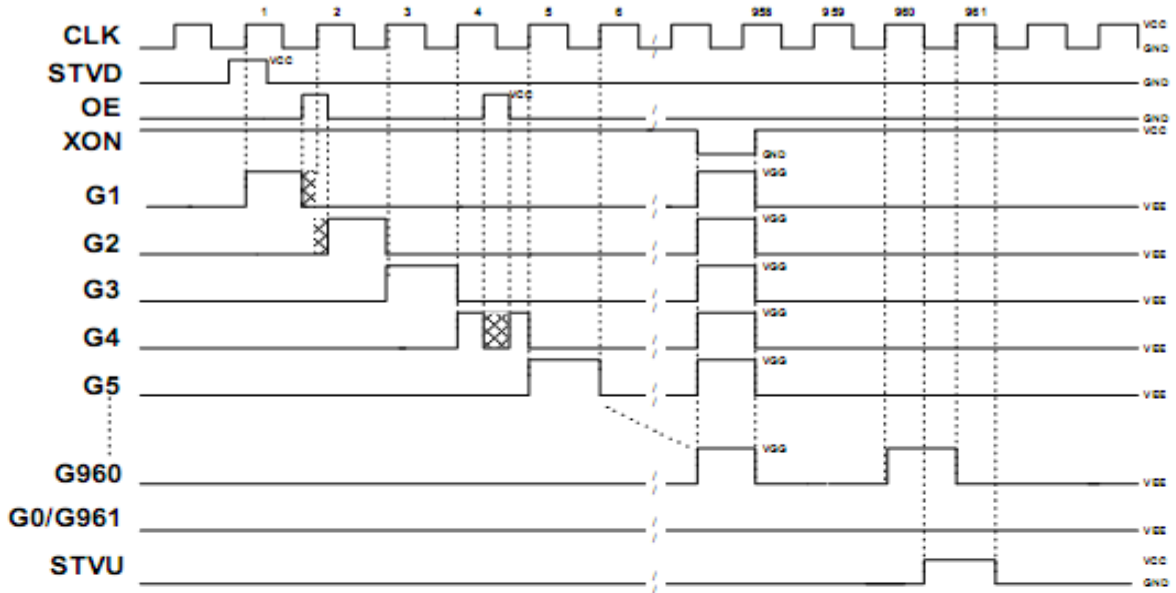 1 2 3 4 5 6 958 959 960 961
CLK VCC
GND
STVD VCC GND
OE VCC GND
XON VCC
GND
G1 VGG VEE
G2 VGG VEE
G3 VGG VEE
G4 VGG VEE
G5 VGG VEE
G960 VGG VEE
G0/G961 VEE
STVU VCC
GND